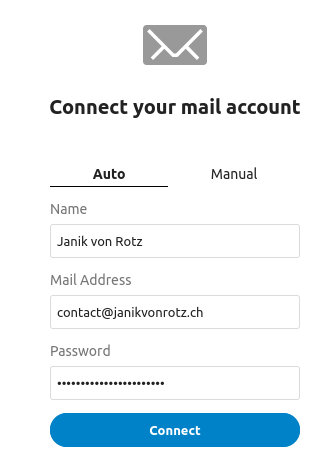 Connect your mail account
Auto Manual
Name
Janik von Rotz
Mail Address
contact@janikvonrotz.ch
Password
•••••••••••••••••••••••
Connect